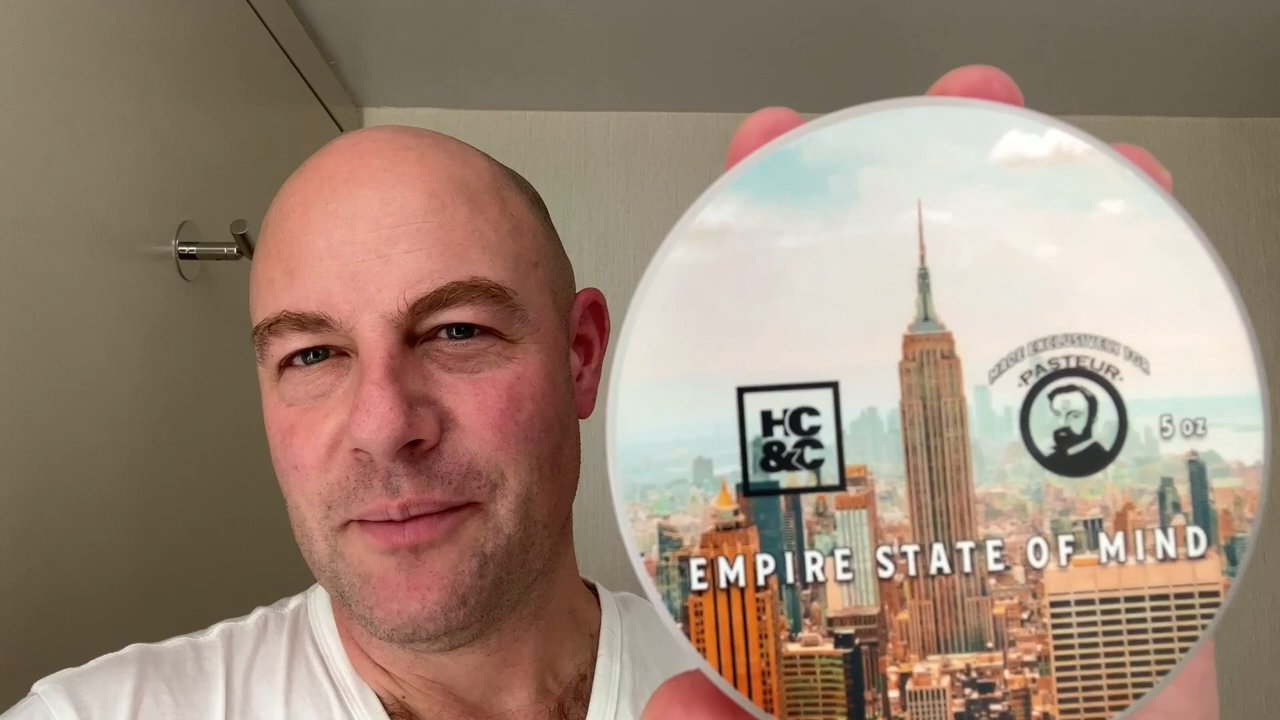 HC
&C
MADE EXCLUSIVELY FOR
·PASTEUR·
5 oz
EMPIRE STATE OF MIND